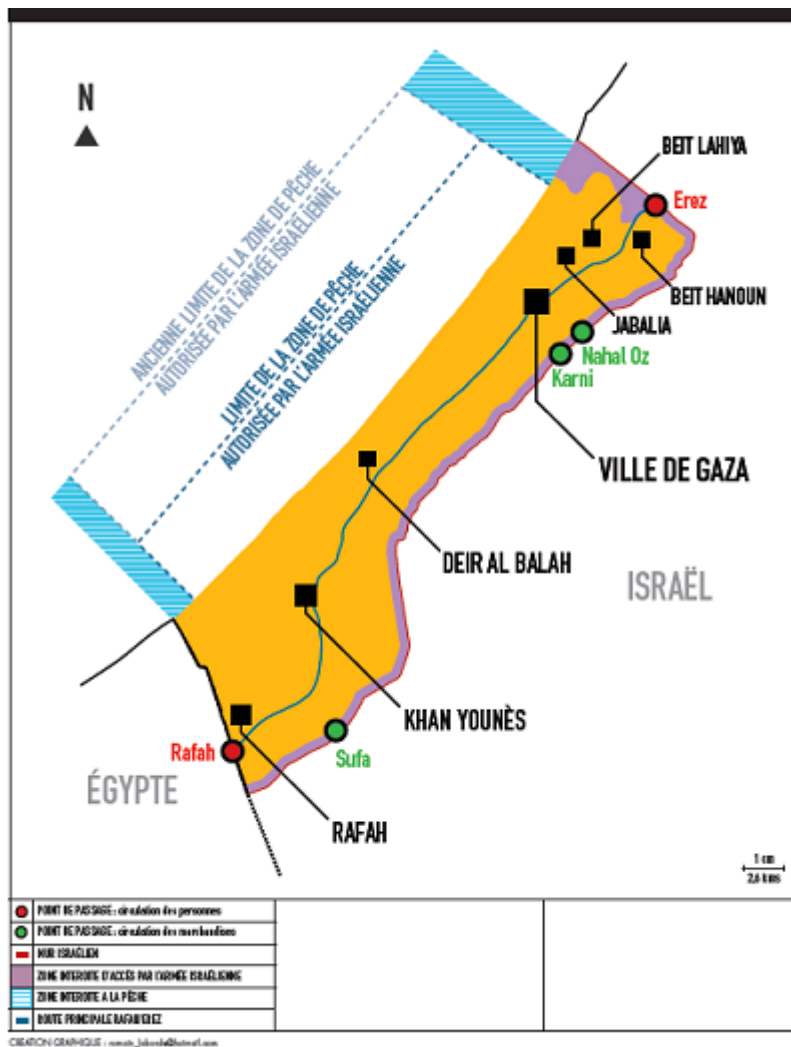 N
BEIT LAHIYA
Erez
BEIT HANOUN
JABALIA
Nahal Oz
Karni
ANCIENNE LIMITE DE LA ZONE DE PÊCHE
AUTORISÉE PAR L'ARMÉE ISRAÉLIENNE
LIMITE DE LA ZONE DE PÊCHE
AUTORISÉE PAR L'ARMÉE ISRAÉLIENNE
VILLE DE GAZA
DEIR AL BALAH
ISRAËL
KHAN YOUNÈS
Rafah
Sufa
ÉGYPTE
RAFAH
1 cm
2,6 kms
POINT DE PASSAGE : circulation des personnes
POINT DE PASSAGE : circulation des marchandises
MUR ISRAÉLIEN
ZONE INTERDITE D'ACCÈS PAR L'ARMÉE ISRAÉLIENNE
ZONE INTERDITE A LA PÊCHE
ROUTE PRINCIPALE RAFAH/EREZ
CRÉATION GRAPHIQUE :